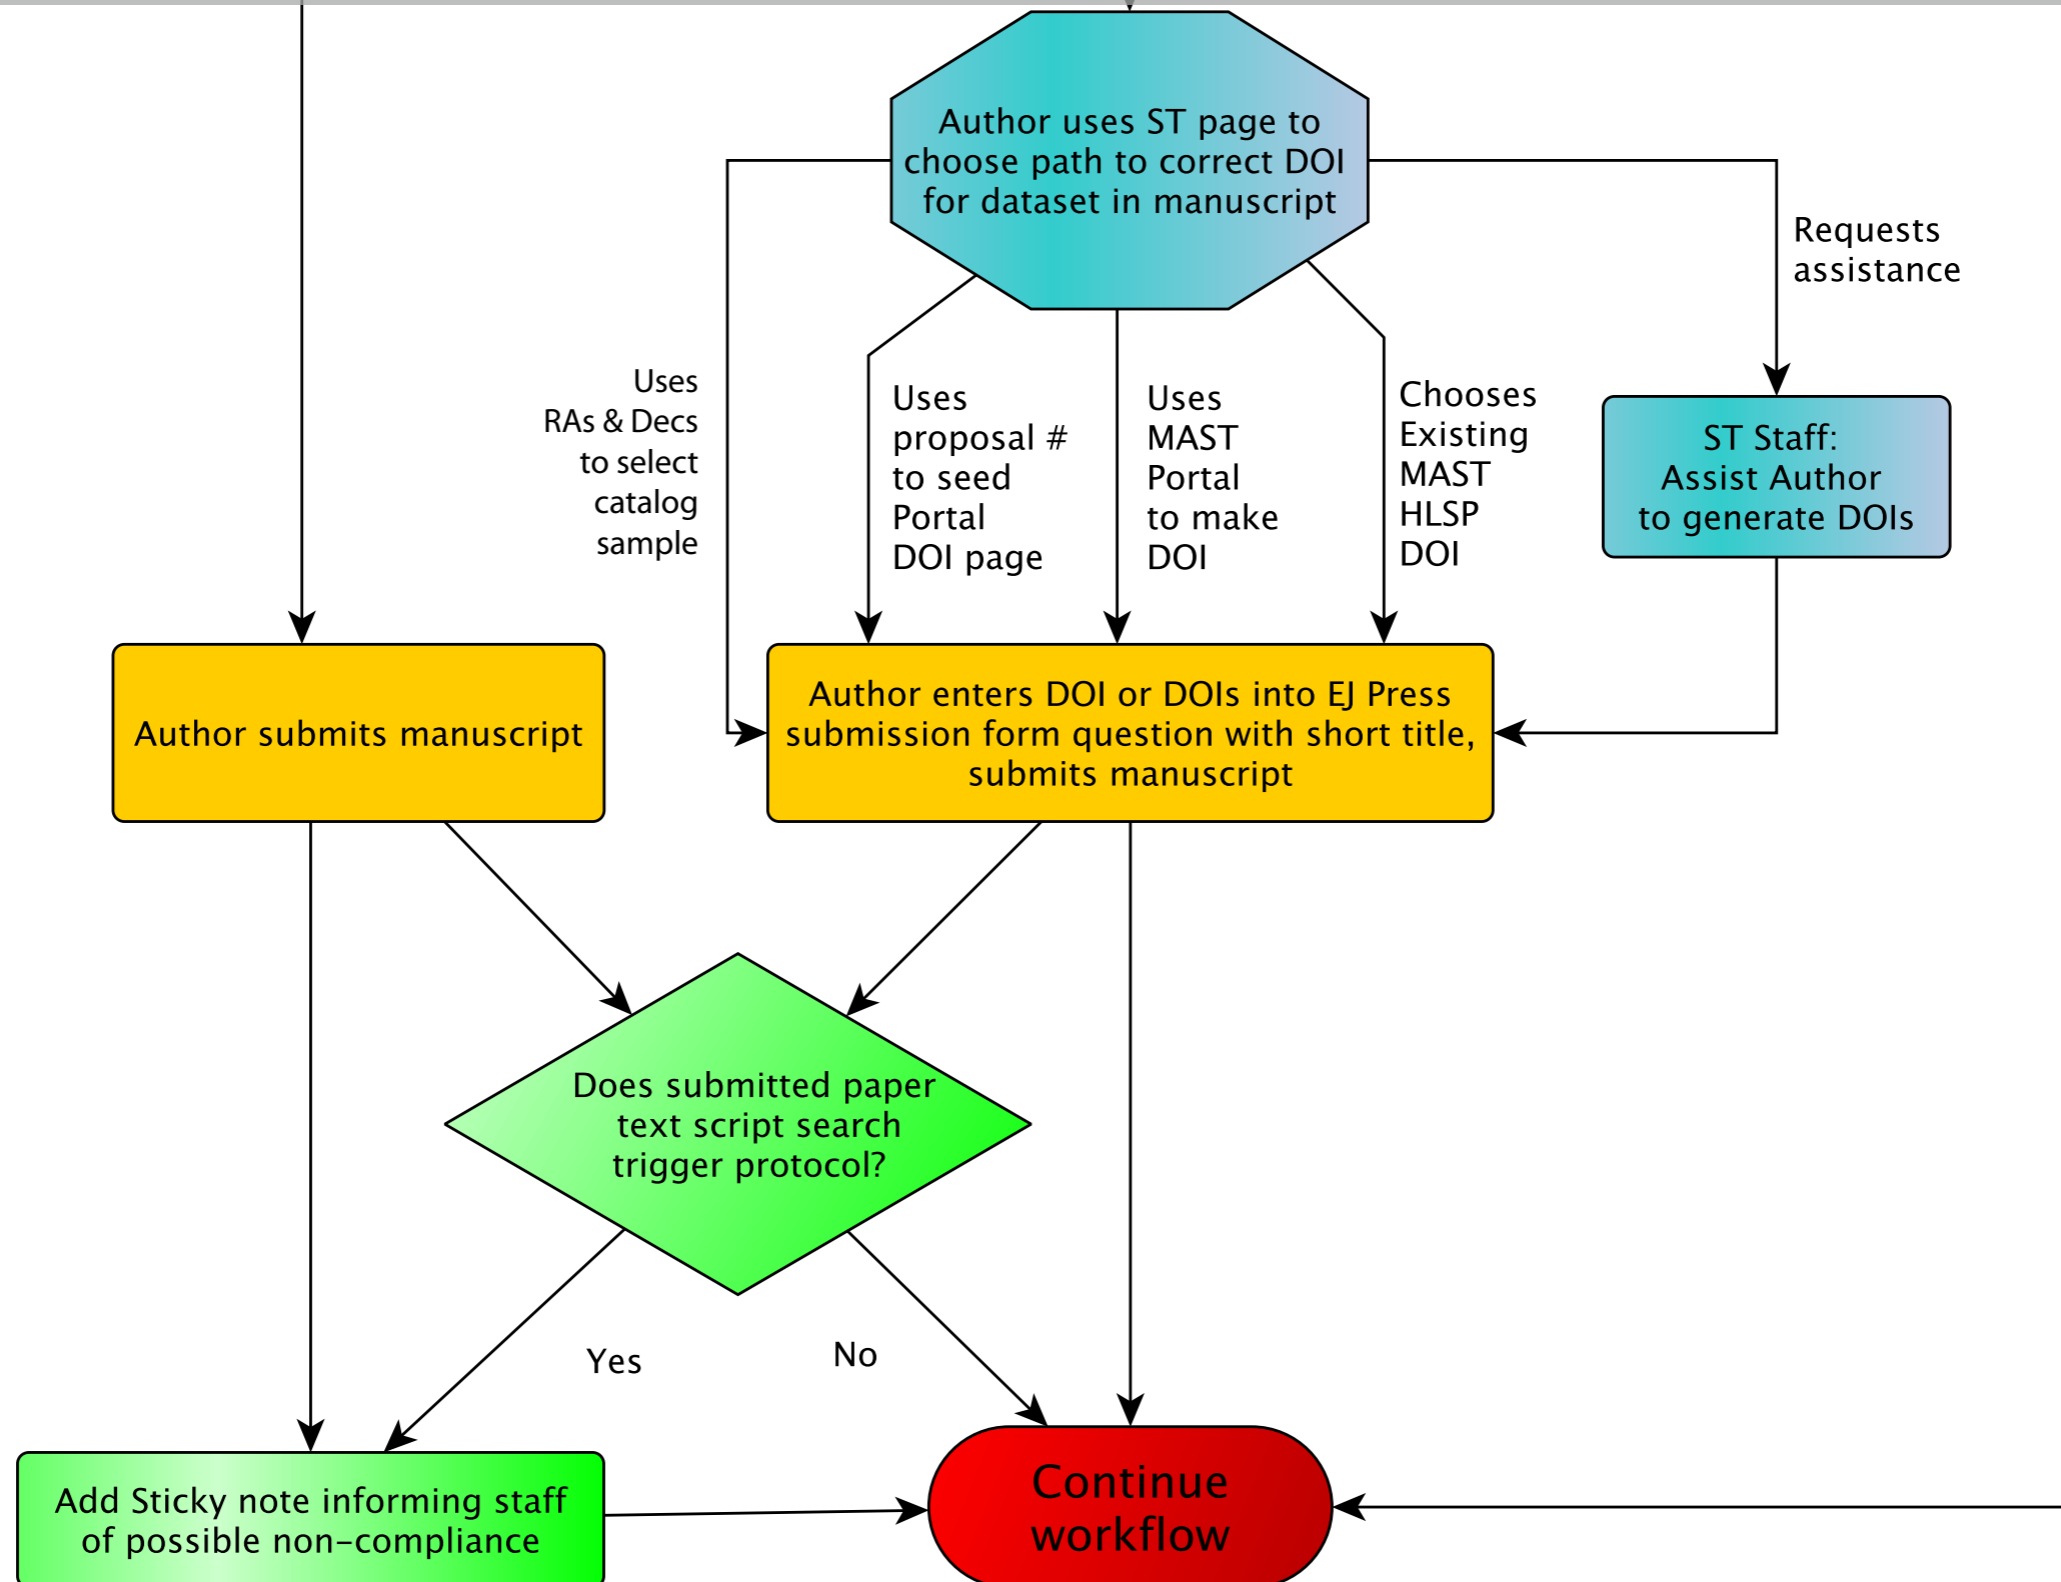 Author uses ST page to
choose path to correct DOI
for dataset in manuscript
Requests
assistance
Uses
RAs & Decs
to select
catalog
sample
Uses
proposal #
to seed
Portal
DOI page
Uses
MAST
Portal
to make
DOI
Chooses
Existing
MAST
HLSP
DOI
ST Staff:
Assist Author
to generate DOIs
Author submits manuscript
Author enters DOI or DOIs into EJ Press
submission form question with short title,
submits manuscript
Does submitted paper
text script search
trigger protocol?
Yes
No
Add Sticky note informing staff
of possible non-compliance
Continue
workflow